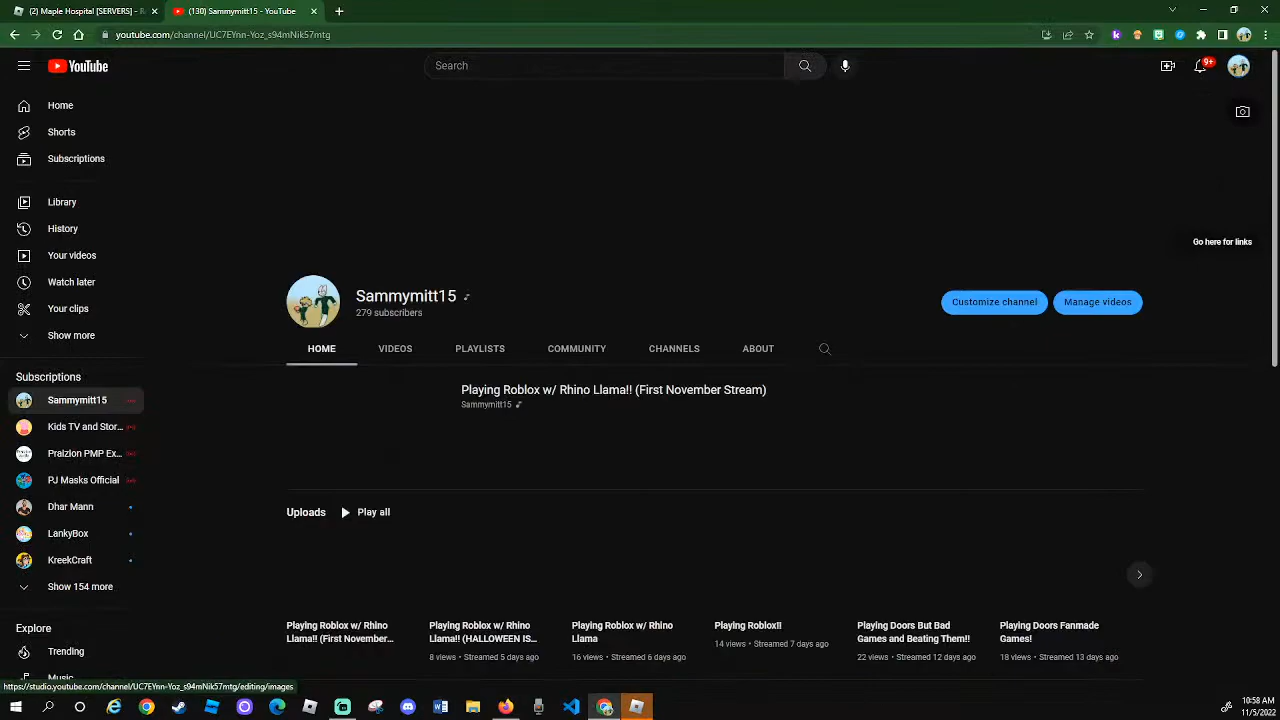 (2) Maple Hospital [SERVERS] - R
(130) Sammymitt15 - YouTube
youtube.com/channel/UC7EYnn-Yoz_s94mNik57mtg
YouTube
Search
9+
Home
Shorts
Subscriptions
Library
History
Your videos
Watch later
Your clips
Show more
Go here for links
Sammymitt15
279 subscribers
Customize channel
Manage videos
HOME
VIDEOS
PLAYLISTS
COMMUNITY
CHANNELS
ABOUT
Subscriptions
Sammymitt15
Kids TV and Stor...
Pralzion PMP Ex...
PJ Masks Official
Dhar Mann
LankyBox
KreekCraft
Show 154 more
Playing Roblox w/ Rhino Llama!! (First November Stream)
Sammymitt15
Uploads
Play all
Playing Roblox w/ Rhino
Llama!! (First November...
Playing Roblox w/ Rhino
Llama!! (HALLOWEEN IS...
8 views • Streamed 5 days ago
Playing Roblox w/ Rhino
Llama
16 views • Streamed 6 days ago
Playing Roblox!!
14 views • Streamed 7 days ago
Playing Doors But Bad
Games and Beating Them!!
22 views • Streamed 12 days ago
Playing Doors Fanmade
Games!
18 views • Streamed 13 days ago
Explore
Trending
Music
https://studio.youtube.com/channel/UC7EYnn-Yoz_s94mNik57mtg/editing/images
10:58 AM
11/5/2022